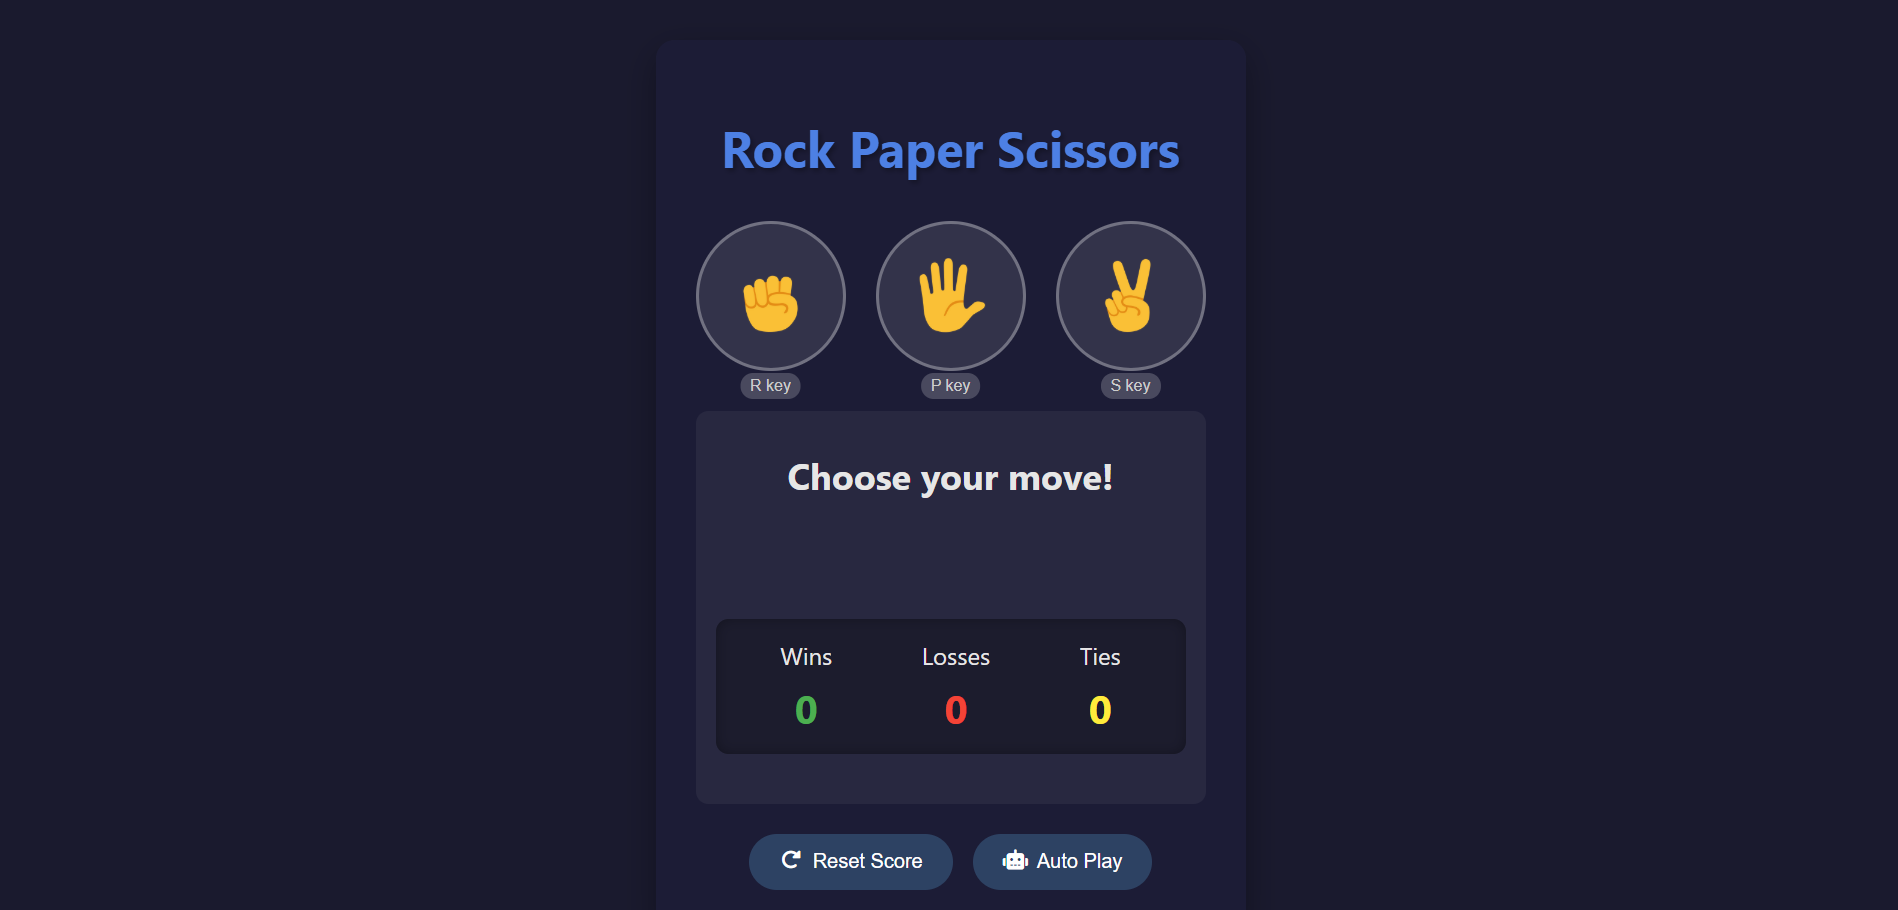 Rock Paper Scissors
R key P key S key
Choose your move!
Wins Losses Ties
0 0 0
Reset Score Auto Play